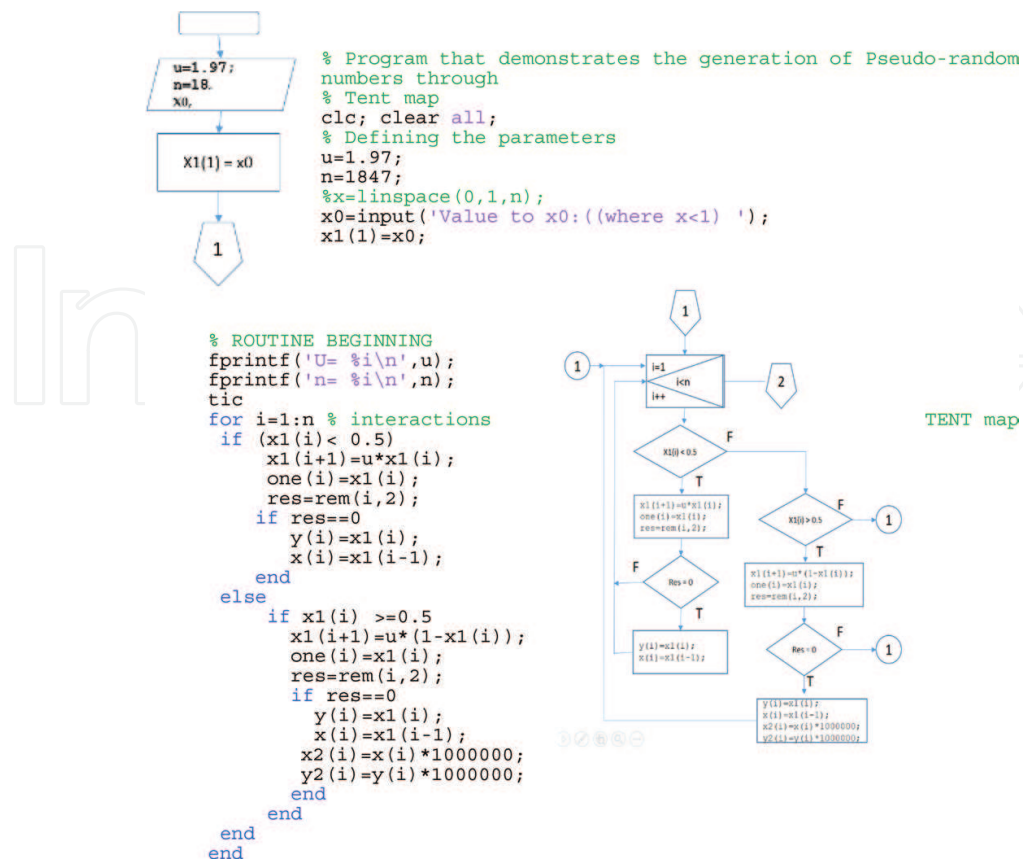 u=1.97;
n=18.
X0,
X1(1) = x0
1
% Program that demonstrates the generation of Pseudo-random
numbers through
% Tent map
clc; clear all;
% Defining the parameters
u=1.97;
n=1847;
%x=linspace(0,1,n);
x0=input('Value to x0:((where x<1) ');
x1(1)=x0;
In
% ROUTINE BEGINNING
fprintf('U= %i\n',u);
fprintf('n= %i\n',n);
tic
for i=1:n % interactions
if (x1(i)< 0.5)
x1(i+1)=u*x1(i);
one(i)=x1(i);
res=rem(i,2);
if res==0
y(i)=x1(i);
x(i)=x1(i-1);
end
else
if x1(i) >=0.5
x1(i+1)=u*(1-x1(i));
one(i)=x1(i);
res=rem(i,2);
if res==0
y(i)=x1(i);
x(i)=x1(i-1);
x2(i)=x(i)*1000000;
y2(i)=y(i)*1000000;
end
end
end
end
1
1
i=1
i<n
i++
2
X1(i) < 0.5
F
T
x1(i+1)=u*x1(i);
one(i)=x1(i);
res=rem(i,2);
F
Res = 0
T
y(i)=x1(i);
x(i)=x1(i-1);
X1(i) > 0.5
F
1
T
x1(i+1)=u*(1-x1(i));
one(i)=x1(i);
res=rem(i,2);
Res = 0
F
1
T
y(i)=x1(i);
x(i)=x1(i-1);
x2(i)=x(i)*1000000;
y2(i)=y(i)*1000000;
TENT map